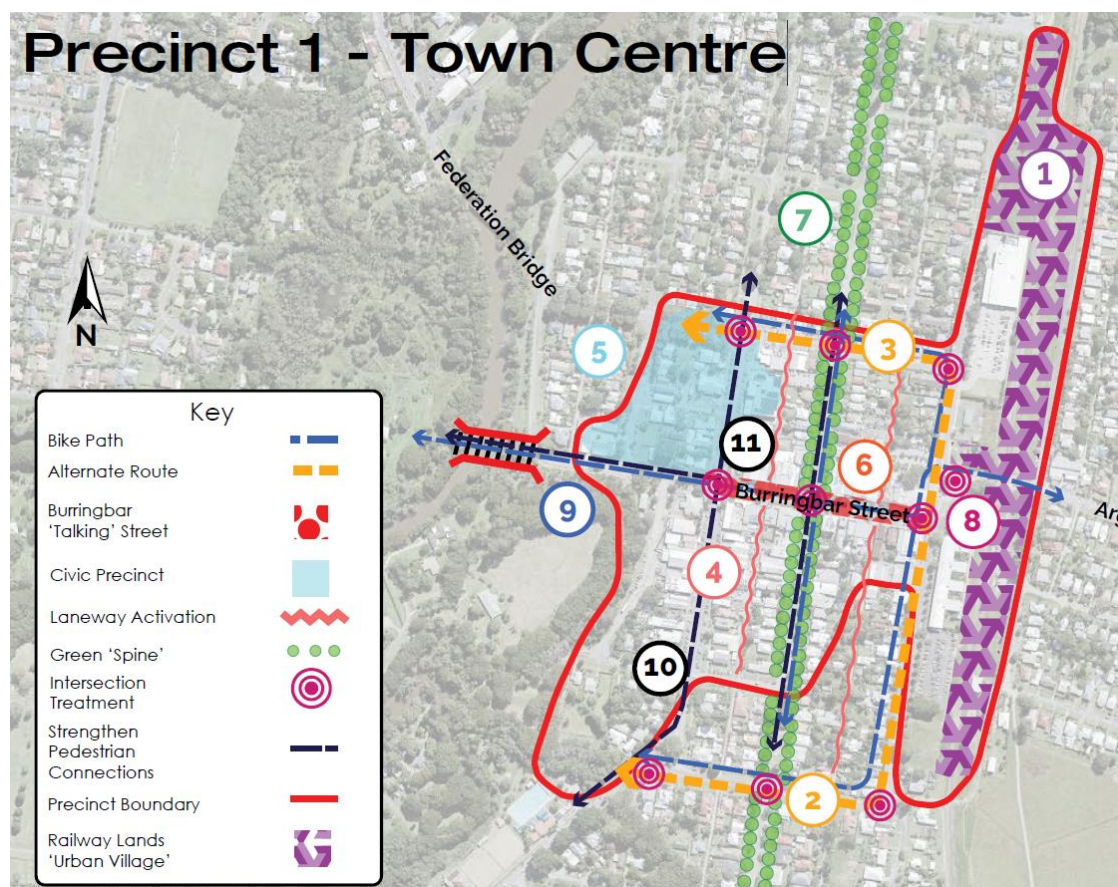 Precinct 1 - Town Centre
Federation Bridge
1
7
5
3
N
11
6
Burringbar Street
9
8
Arg
4
10
2
Key
Bike Path
Alternate Route
Burringbar
'Talking' Street
Civic Precinct
Laneway Activation
Green 'Spine'
Intersection
Treatment
Strengthen
Pedestrian
Connections
Precinct Boundary
Railway Lands
'Urban Village'